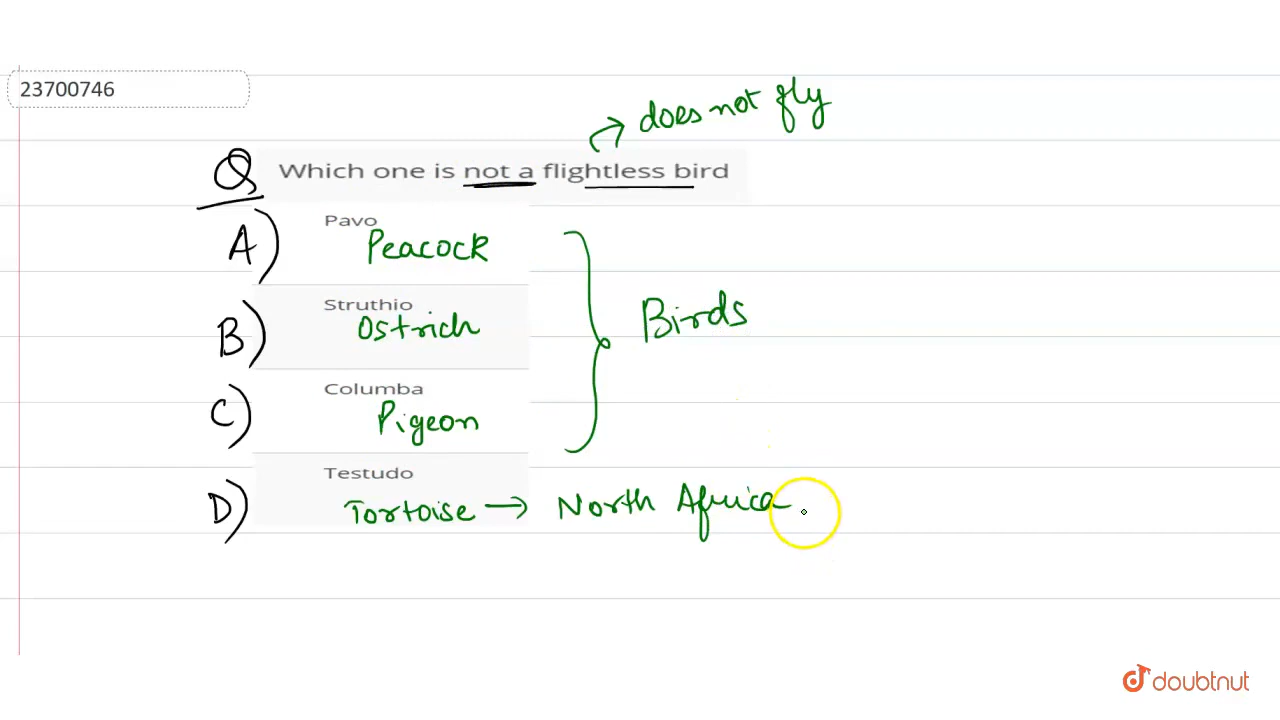 23700746
does not fly
Q Which one is not a flightless bird
A) Pavo
Peacock
B) Struthio
Ostrich
Birds
C) Columba
Pigeon
D) Testudo
Tortoise → North Africa
doubtnut